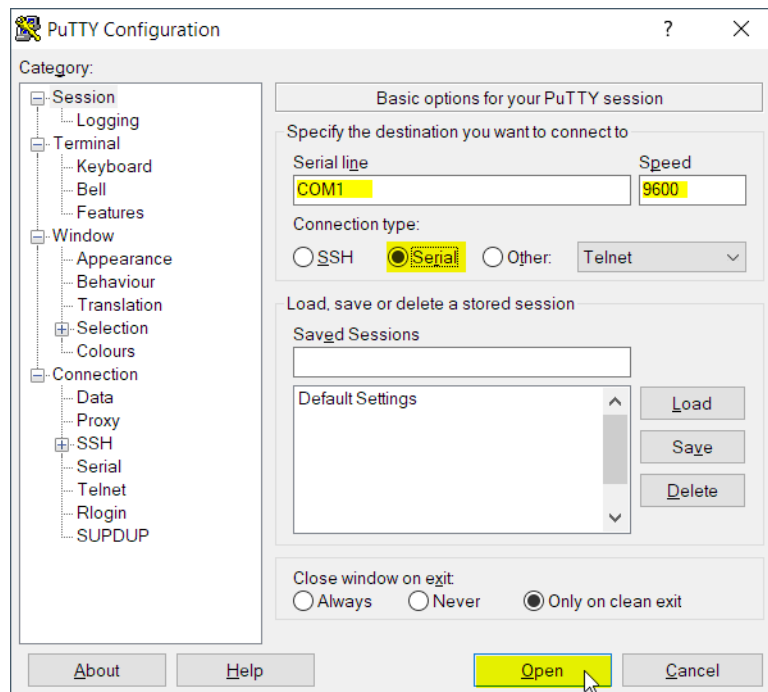 PuTTY Configuration
?
Category:
Session
Logging
Terminal
Keyboard
Bell
Features
Window
Appearance
Behaviour
Translation
Selection
Colours
Connection
Data
Proxy
SSH
Serial
Telnet
Rlogin
SUPDUP
Basic options for your PuTTY session
Specify the destination you want to connect to
Serial line Speed
COM1 9600
Connection type:
SSH Serial Other: Telnet
Load, save or delete a stored session
Saved Sessions
Default Settings
Load
Save
Delete
Close window on exit:
Always Never Only on clean exit
About Help Open Cancel